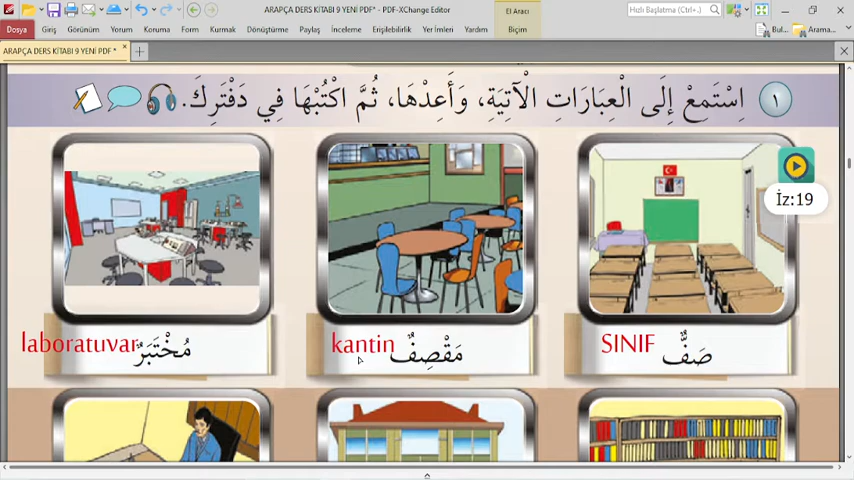 ARAPÇA DERS KİTABI 9 YENİ PDF* - PDF-XChange Editor
El Aracı
Hızlı Başlatma (Ctrl+.)
Dosya Giriş Görünüm Yorum Koruma Form Dönüştürme Paylaş İnceleme Erişilebilirlik Yer İmleri Yardım Biçim Bul... Arama...
ARAPÇA DERS KİTABI 9 YENİ PDF *
١ اِسْتَمِعْ إِلَى الْعِبَارَاتِ الْآتِيَةِ، وَأَعِدْهَا، ثُمَّ اكْتُبْهَا فِي دَفْتَرِكَ.
İz:19
صَفٌّ SINIF
مَقْصِفٌ kantin
مُخْتَبَرٌ laboratuvar